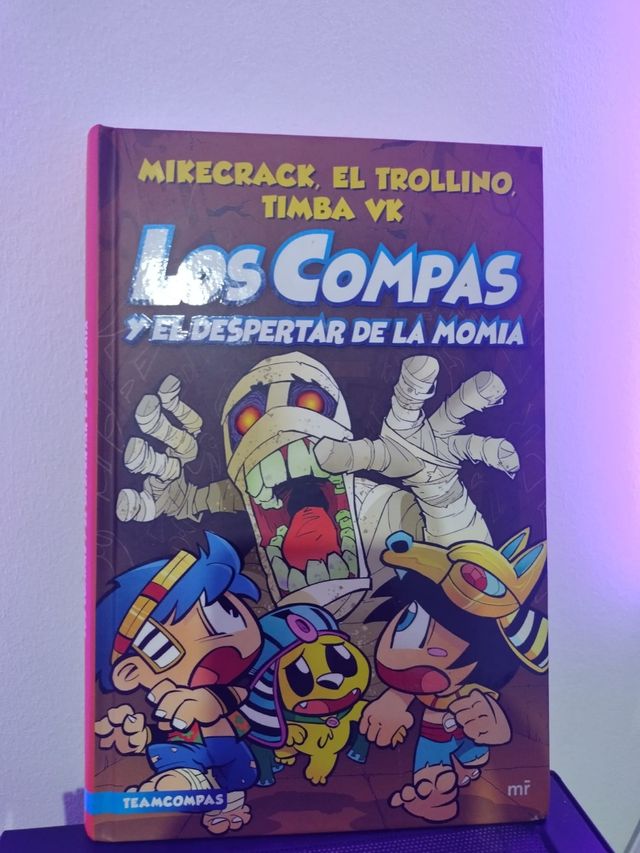 MIKECRACK, EL TROLLINO,
TIMBA VK
LOS COMPAS
Y EL DESPERTAR DE LA MOMIA
TEAMCOMPAS
mr